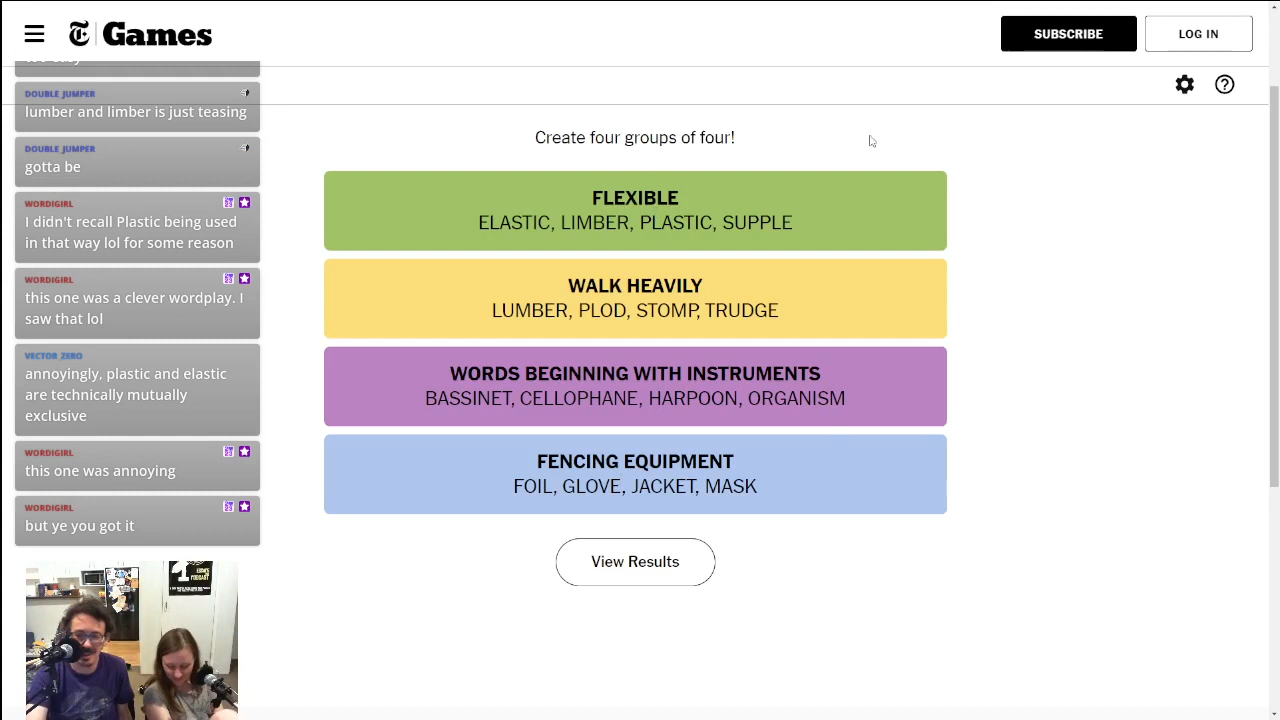 Games
SUBSCRIBE
LOG IN
DOUBLE JUMPER
lumber and limber is just teasing
DOUBLE JUMPER
gotta be
WORDIGIRL
I didn't recall Plastic being used
in that way lol for some reason
WORDIGIRL
this one was a clever wordplay. I
saw that lol
VECTOR ZERO
annoyingly, plastic and elastic
are technically mutually
exclusive
WORDIGIRL
this one was annoying
WORDIGIRL
but ye you got it
Create four groups of four!
FLEXIBLE
ELASTIC, LIMBER, PLASTIC, SUPPLE
WALK HEAVILY
LUMBER, PLOD, STOMP, TRUDGE
WORDS BEGINNING WITH INSTRUMENTS
BASSINET, CELLOPHANE, HARPOON, ORGANISM
FENCING EQUIPMENT
FOIL, GLOVE, JACKET, MASK
View Results